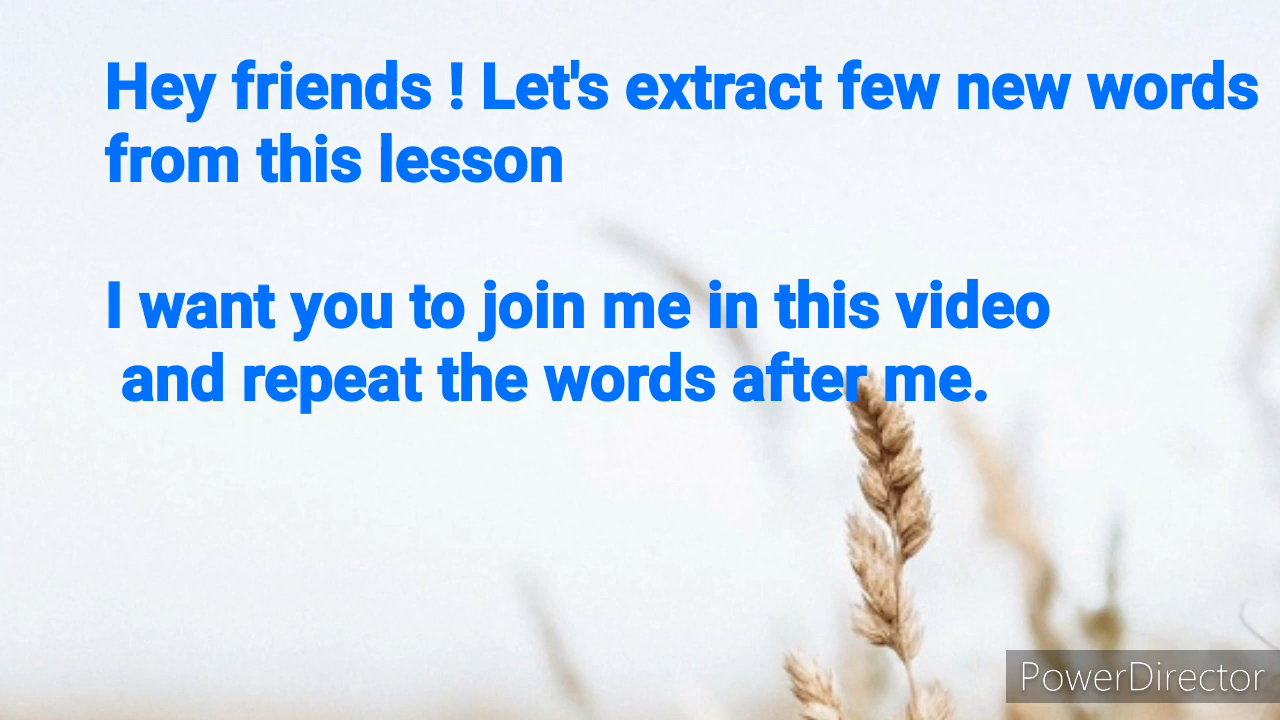 Hey friends ! Let's extract few new words
from this lesson
I want you to join me in this video
and repeat the words after me.
PowerDirector